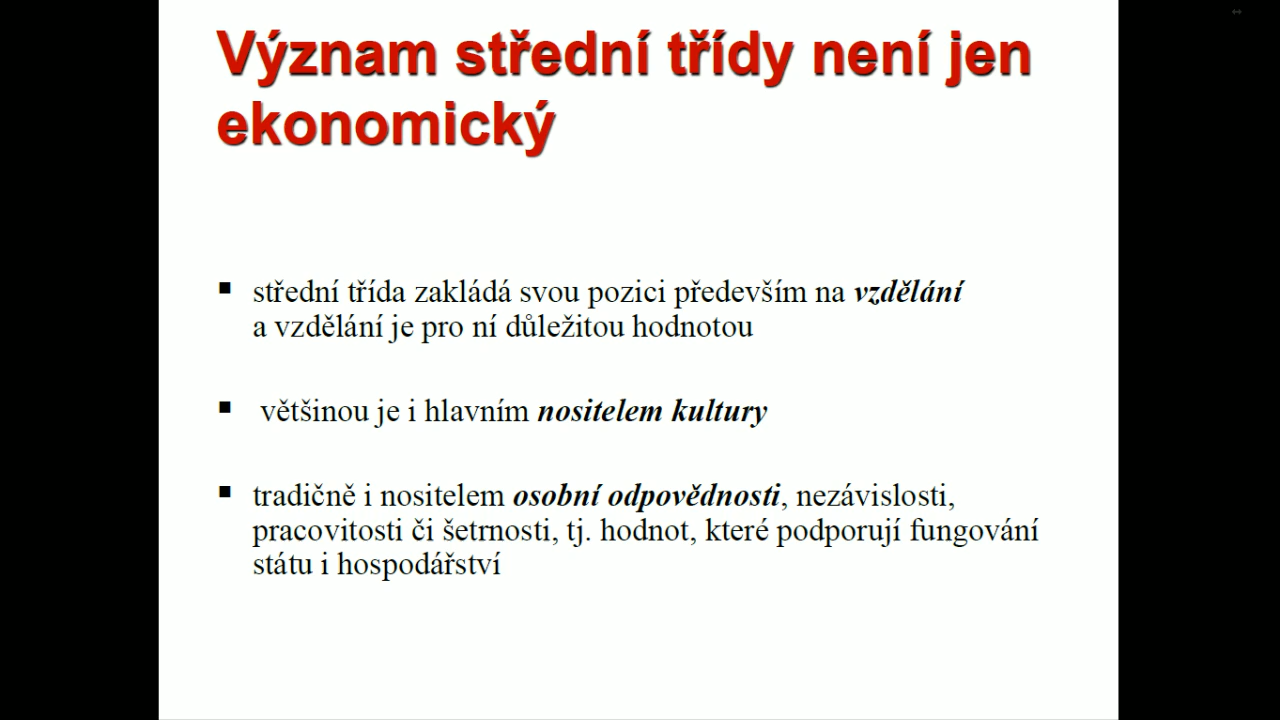 Význam střední třídy není jen
ekonomický
▪ střední třída zakládá svou pozici především na vzdělání
a vzdělání je pro ní důležitou hodnotou
▪ většinou je i hlavním nositelem kultury
▪ tradičně i nositelem osobní odpovědnosti, nezávislosti,
pracovitosti či šetrnosti, tj. hodnot, které podporují fungování
státu i hospodářství